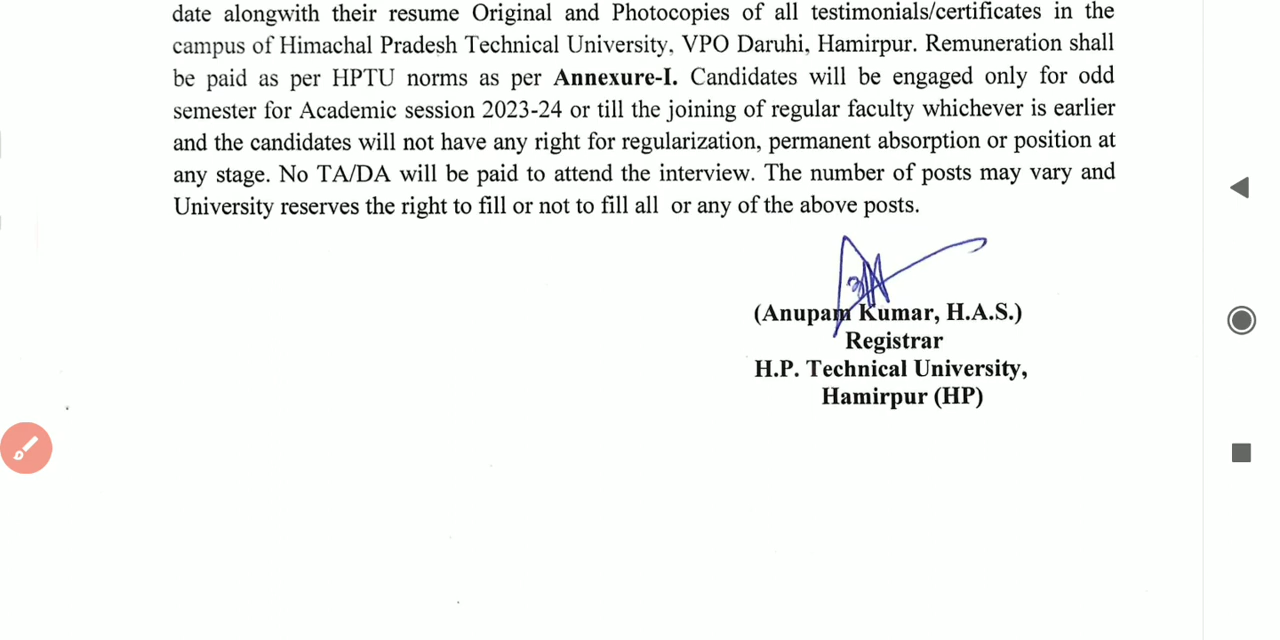 date alongwith their resume Original and Photocopies of all testimonials/certificates in the
campus of Himachal Pradesh Technical University, VPO Daruhi, Hamirpur. Remuneration shall
be paid as per HPTU norms as per Annexure-I. Candidates will be engaged only for odd
semester for Academic session 2023-24 or till the joining of regular faculty whichever is earlier
and the candidates will not have any right for regularization, permanent absorption or position at
any stage. No TA/DA will be paid to attend the interview. The number of posts may vary and
University reserves the right to fill or not to fill all or any of the above posts.
(Anupam Kumar, H.A.S.)
Registrar
H.P. Technical University,
Hamirpur (HP)